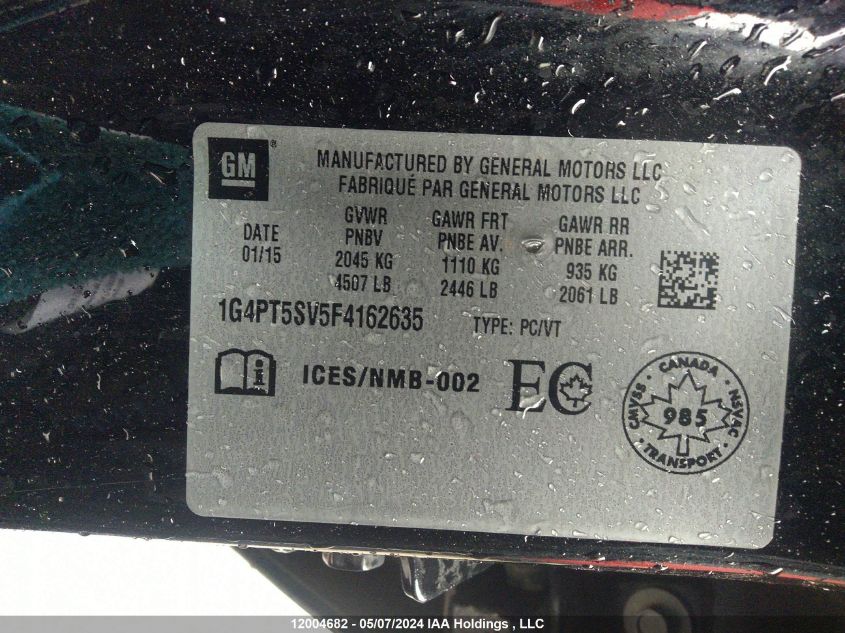 GM®
MANUFACTURED BY GENERAL MOTORS LLC
FABRIQUÉ PAR GENERAL MOTORS LLC
DATE
01/15
GVWR
PNBV
2045 KG
4507 LB
GAWR FRT
PNBE AV.
1110 KG
2446 LB
GAWR RR
PNBE ARR.
935 KG
2061 LB
1G4PT5SV5F4162635 TYPE: PC/VT
i ICES/NMB-002 EC
CMVSS · CANADA · NSVAC
985
· TRANSPORT ·
12004682 - 05/07/2024 IAA Holdings , LLC